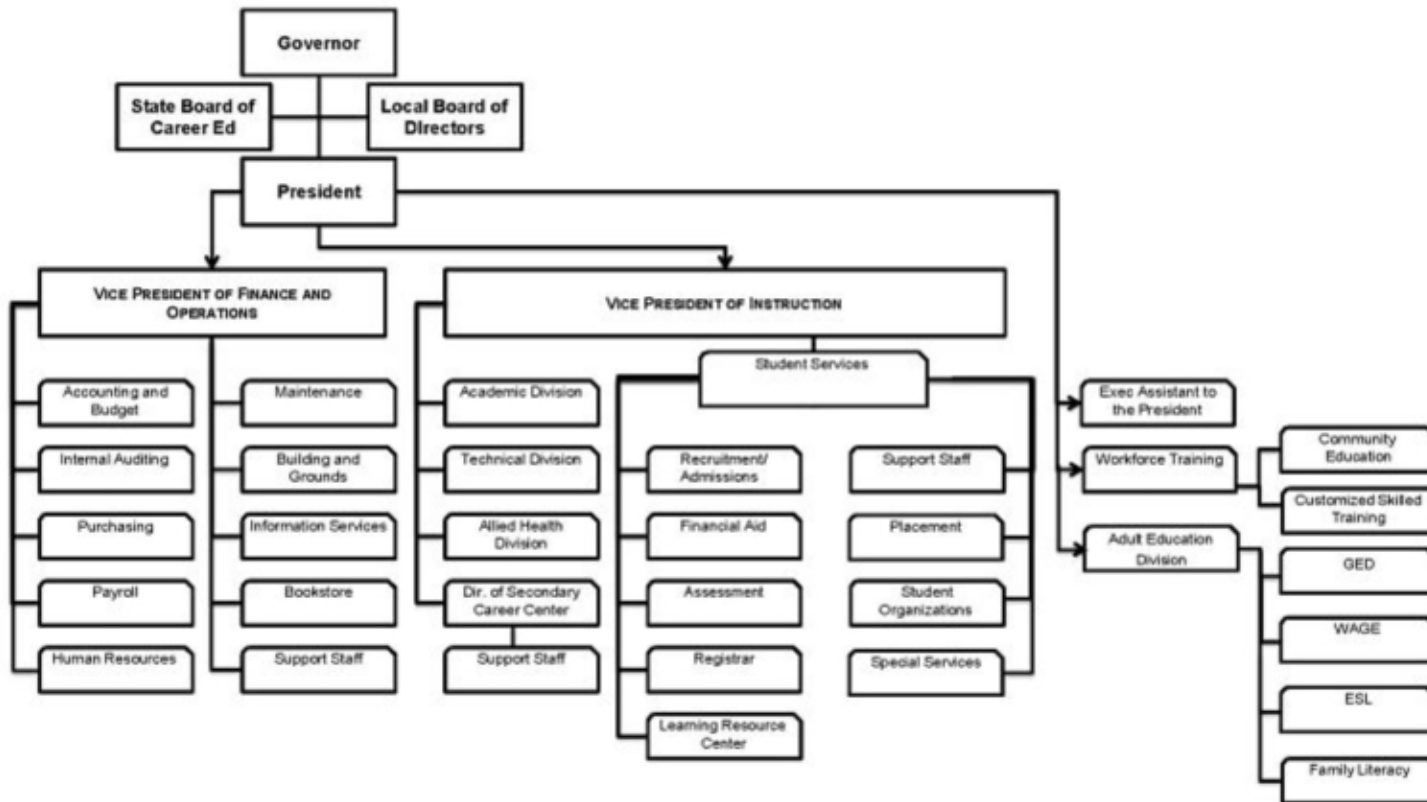 Governor
State Board of
Career Ed
Local Board of
Directors
President
VICE PRESIDENT OF FINANCE AND
OPERATIONS
VICE PRESIDENT OF INSTRUCTION
Student Services
Accounting and
Budget
Maintenance
Academic Division
Exec Assistant to
the President
Community
Education
Internal Auditing
Building and
Grounds
Technical Division
Recruitment/
Admissions
Support Staff
Workforce Training
Customized Skilled
Training
Purchasing
Information Services
Allied Health
Division
Financial Aid
Placement
Adult Education
Division
GED
Payroll
Bookstore
Dir. of Secondary
Career Center
Assessment
Student
Organizations
WAGE
Human Resources
Support Staff
Support Staff
Registrar
Special Services
ESL
Learning Resource
Center
Family Literacy